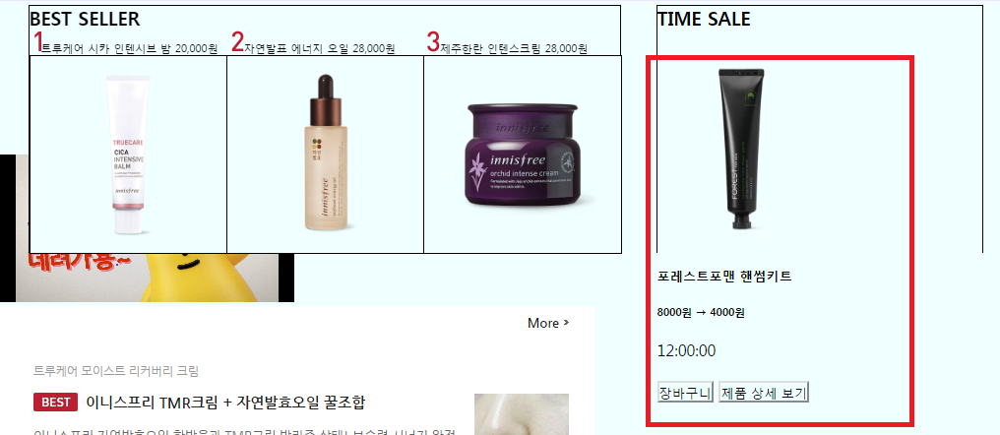 BEST SELLER
1트루케어 시카 인텐시브 밤 20,000원
2자연발표 에너지 오일 28,000원
3제주한란 인텐스크림 28,000원
TRUECARE
CICA
INTENSIVE
BALM
innisfree
자연
발효
innisfree
innisfree
innisfree
orchid intense cream
데려가용~
TIME SALE
FOREST
포레스트포맨 핸썸키트
8000원 → 4000원
12:00:00
장바구니 제품 상세 보기
More >
트루케어 모이스트 리커버리 크림
BEST 이니스프리 TMR크림 + 자연발효오일 꿀조합